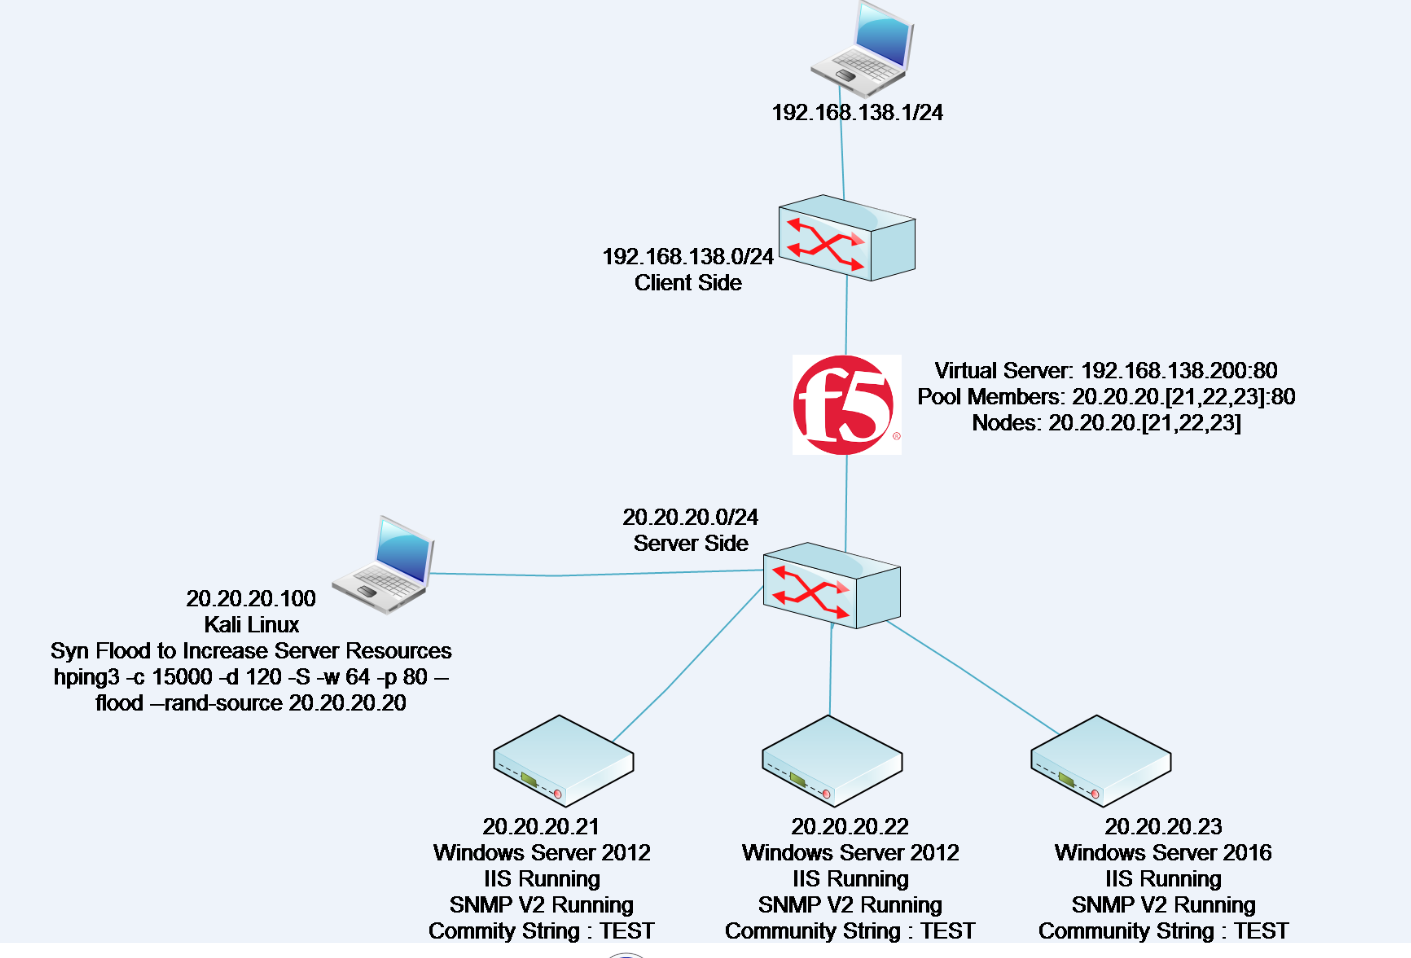 192.168.138.1/24
192.168.138.0/24
Client Side
f5
®
Virtual Server: 192.168.138.200:80
Pool Members: 20.20.20.[21,22,23]:80
Nodes: 20.20.20.[21,22,23]
20.20.20.0/24
Server Side
20.20.20.100
Kali Linux
Syn Flood to Increase Server Resources
hping3 -c 15000 -d 120 -S -w 64 -p 80 –
flood –rand-source 20.20.20.20
20.20.20.21
Windows Server 2012
IIS Running
SNMP V2 Running
Commity String : TEST
20.20.20.22
Windows Server 2012
IIS Running
SNMP V2 Running
Community String : TEST
20.20.20.23
Windows Server 2016
IIS Running
SNMP V2 Running
Community String : TEST